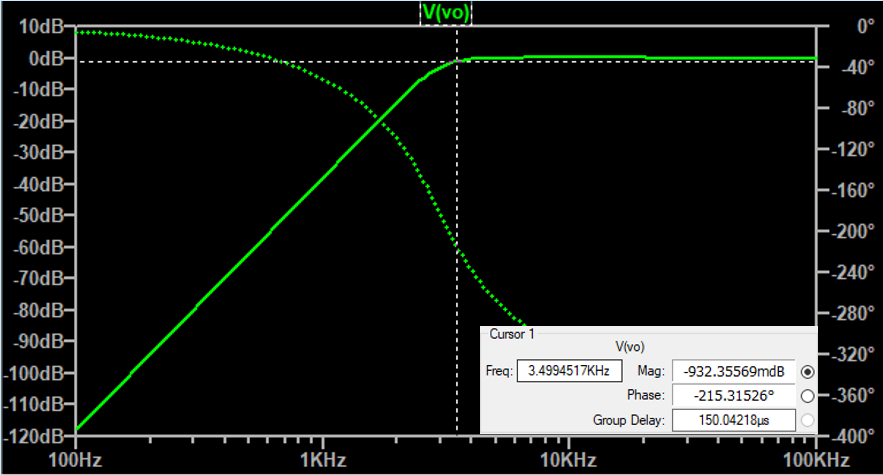 V(vo)
10dB 0°
0dB -40°
-10dB -80°
-20dB -120°
-30dB -160°
-40dB -200°
-50dB -240°
-60dB -280°
-70dB -320°
-80dB -360°
-90dB -400°
-100dB
-110dB
-120dB
100Hz 1KHz 10KHz 100KHz
Cursor 1
V(vo)
Freq: 3.4994517KHz Mag: -932.35569mdB
Phase: -215.31526°
Group Delay: 150.04218µs